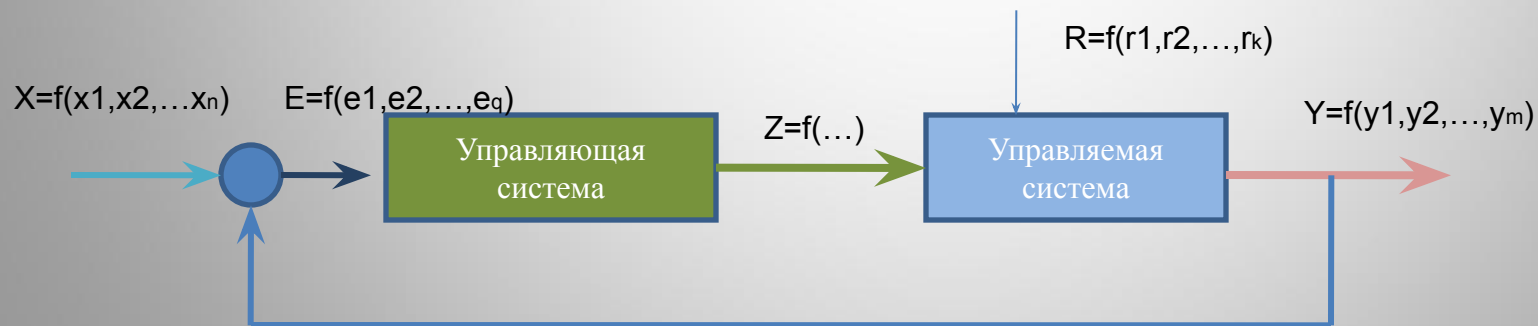 R=f(r1,r2,…,rk)
X=f(x1,x2,…xn)
E=f(e1,e2,…,eq)
Z=f(…)
Y=f(y1,y2,…,ym)
Управляющая
система
Управляемая
система